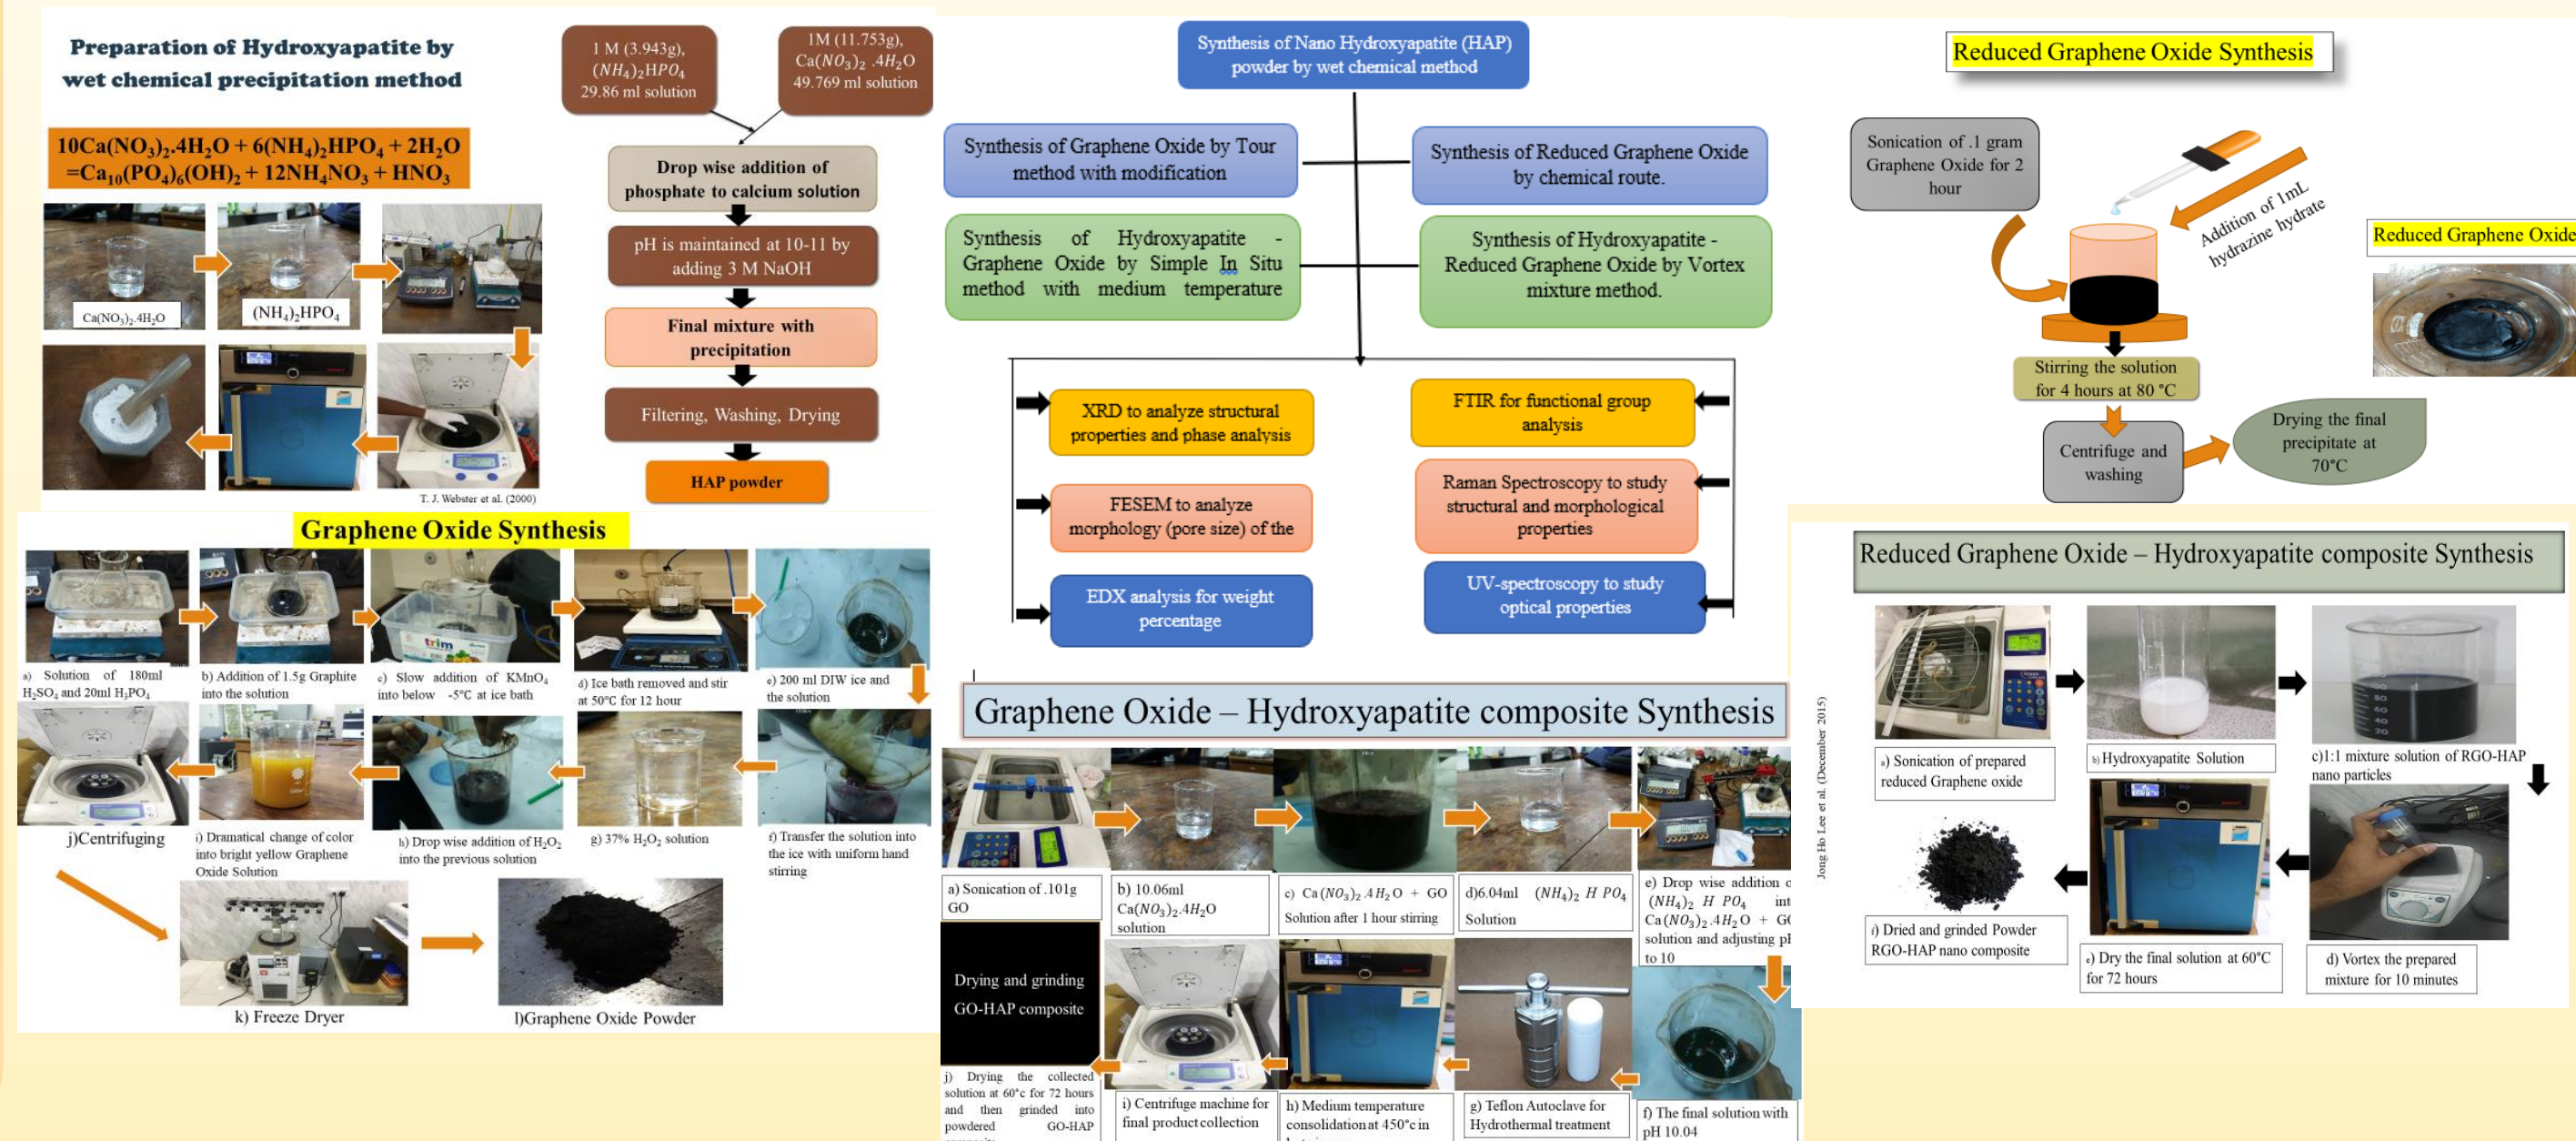 Preparation of Hydroxyapatite by
wet chemical precipitation method
10Ca(NO₃)₂.4H₂O + 6(NH₄)₂HPO₄ + 2H₂O
=Ca₁₀(PO₄)₆(OH)₂ + 12NH₄NO₃ + HNO₃
Ca(NO₃)₂.4H₂O
(NH₄)₂HPO₄
T. J. Webster et al. (2000)
1 M (3.943g),
(NH₄)₂HPO₄
29.86 ml solution
1M (11.753g),
Ca(NO₃)₂ .4H₂O
49.769 ml solution
Drop wise addition of
phosphate to calcium solution
pH is maintained at 10-11 by
adding 3 M NaOH
Final mixture with
precipitation
Filtering, Washing, Drying
HAP powder
Graphene Oxide Synthesis
trim
a) Solution of 180ml
H₂SO₄ and 20ml H₃PO₄
b) Addition of 1.5g Graphite
into the solution
c) Slow addition of KMnO₄
into below -5°C at ice bath
d) Ice bath removed and stir
at 50°C for 12 hour
e) 200 ml DIW ice and
the solution
f) Transfer the solution into
the ice with uniform hand
stirring
g) 37% H₂O₂ solution
h) Drop wise addition of H₂O₂
into the previous solution
i) Dramatical change of color
into bright yellow Graphene
Oxide Solution
j)Centrifuging
k) Freeze Dryer
l)Graphene Oxide Powder
Synthesis of Nano Hydroxyapatite (HAP)
powder by wet chemical method
Synthesis of Graphene Oxide by Tour
method with modification
Synthesis of Reduced Graphene Oxide
by chemical route.
Synthesis of Hydroxyapatite -
Graphene Oxide by Simple In Situ
method with medium temperature
Synthesis of Hydroxyapatite -
Reduced Graphene Oxide by Vortex
mixture method.
XRD to analyze structural
properties and phase analysis
FTIR for functional group
analysis
FESEM to analyze
morphology (pore size) of the
Raman Spectroscopy to study
structural and morphological
properties
EDX analysis for weight
percentage
UV-spectroscopy to study
optical properties
Graphene Oxide – Hydroxyapatite composite Synthesis
a) Sonication of .101g
GO
b) 10.06ml
Ca(NO₃)₂.4H₂O
solution
c) Ca(NO₃)₂.4H₂O + GO
Solution after 1 hour stirring
d)6.04ml (NH₄)₂ H PO₄
Solution
e) Drop wise addition
(NH₄)₂ H PO₄
Ca(NO₃)₂.4H₂O +
solution and adjusting
to 10
f) The final solution with
pH 10.04
g) Teflon Autoclave for
Hydrothermal treatment
h) Medium temperature
consolidation at 450°c in
i) Centrifuge machine for
final product collection
Drying and grinding
GO-HAP composite
j) Drying the collected
solution at 60°c for 72 hours
and then grinded into
powdered GO-HAP
Reduced Graphene Oxide Synthesis
Sonication of .1 gram
Graphene Oxide for 2
hour
Addition of 1mL
hydrazine hydrate
Stirring the solution
for 4 hours at 80 °C
Centrifuge and
washing
Drying the final
precipitate at
70°C
Reduced Graphene Oxide
Reduced Graphene Oxide – Hydroxyapatite composite Synthesis
Jong Ho Lee et al. (December 2015)
a) Sonication of prepared
reduced Graphene oxide
b) Hydroxyapatite Solution
c)1:1 mixture solution of RGO-HAP
nano particles
80
60
40
20
d) Vortex the prepared
mixture for 10 minutes
e) Dry the final solution at 60°C
for 72 hours
f) Dried and grinded Powder
RGO-HAP nano composite